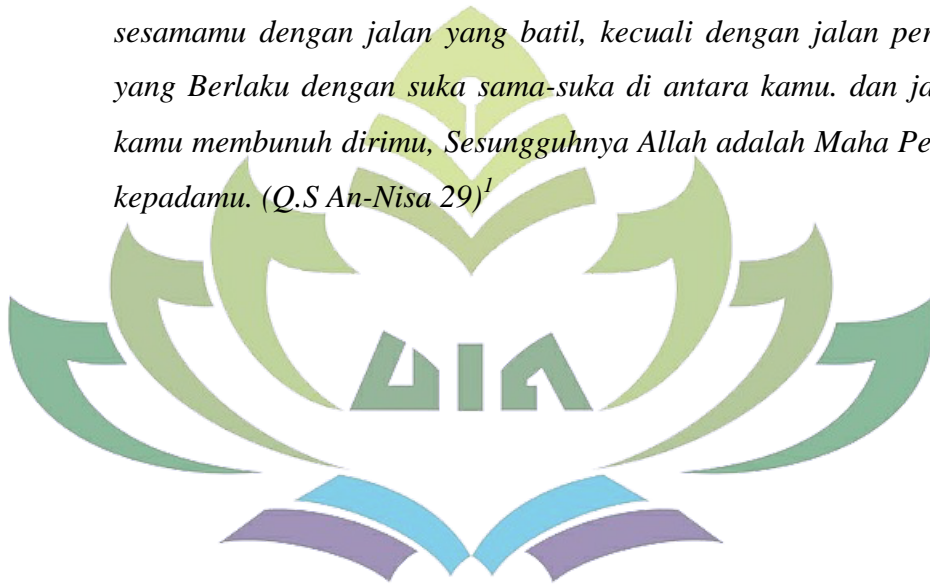 sesamamu dengan jalan yang batil, kecuali dengan jalan per
yang Berlaku dengan suka sama-suka di antara kamu. dan ja
kamu membunuh dirimu, Sesungguhnya Allah adalah Maha Pe
kepadamu. (Q.S An-Nisa 29)1
UIN